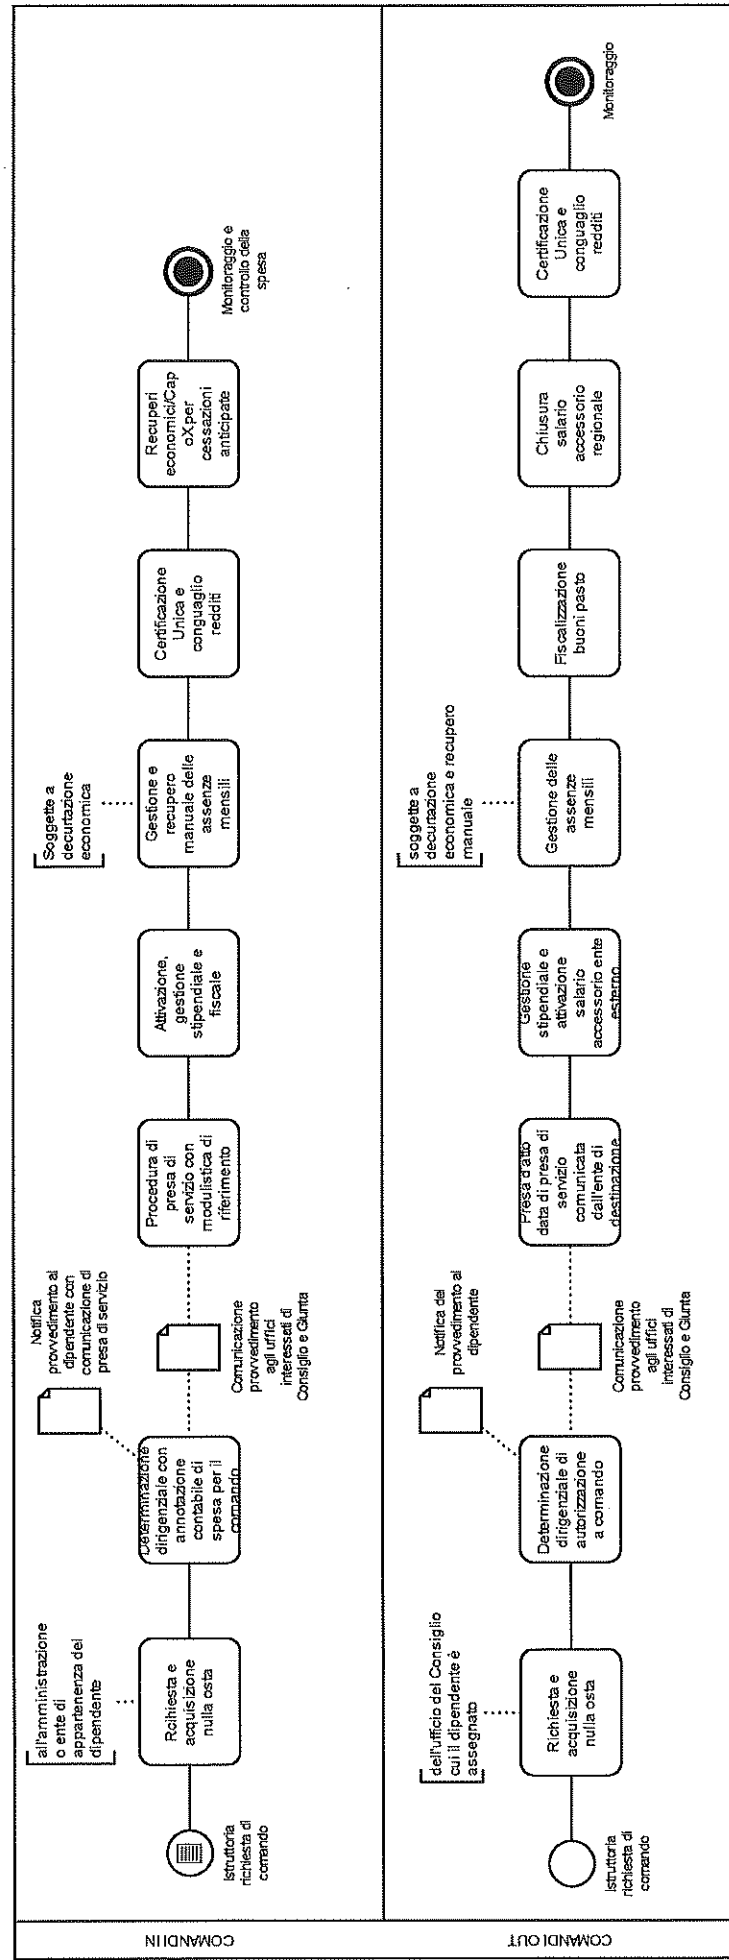 COMANDI IN
Istruttoria
richiesta di
comando
all'amministrazione
o ente di
appartenenza del
dipendente
Rcihiesta e
acquisizione
nulla osta
Determinazione
dirigenziale con
annotazione
contabile di
spesa per il
comando
Notifica
provvedimento al
dipendente con
comunicazione di
presa di servizio
Comunicazione
provvedimento
agli uffici
interessati di
Consiglio e Giunta
Procedura di
presa di
servizio con
modulistica di
riferimento
Attivazione,
gestione
stipendiale e
fiscale
Soggette a
decurtazione
economica
Gestione e
recupero
manuale delle
assenze
mensili
Certificazione
Unica e
conguaglio
redditi
Recuperi
economici/Cap
oXper
cessazioni
anticipate
Monitoraggio e
controllo della
spesa
COMANDI OUT
Istruttoria
richiesta di
comando
dell'ufficio del Consiglio
cui il dipendente è
assegnato
Richiesta e
acquisizione
nulla osta
Determinazione
dirigenziale di
autorizzazione
a comando
Notifica del
provvedimento al
dipendente
Comunicazione
provvedimento
agli uffici
interessati di
Consiglio e Giunta
Presa d'atto
data di presa di
servizio
comunicata
dall'ente di
destinazione
Gestione
stipendiale e
attivazione
salario
accessorio ente
esterno
soggette a
decurtazione
economica e recupero
manuale
Gestione delle
assenze
mensili
Fiscalizzazione
buoni pasto
Chiusura
salario
accessorio
regionale
Certificazione
Unica e
conguaglio
redditi
Monitoraggio